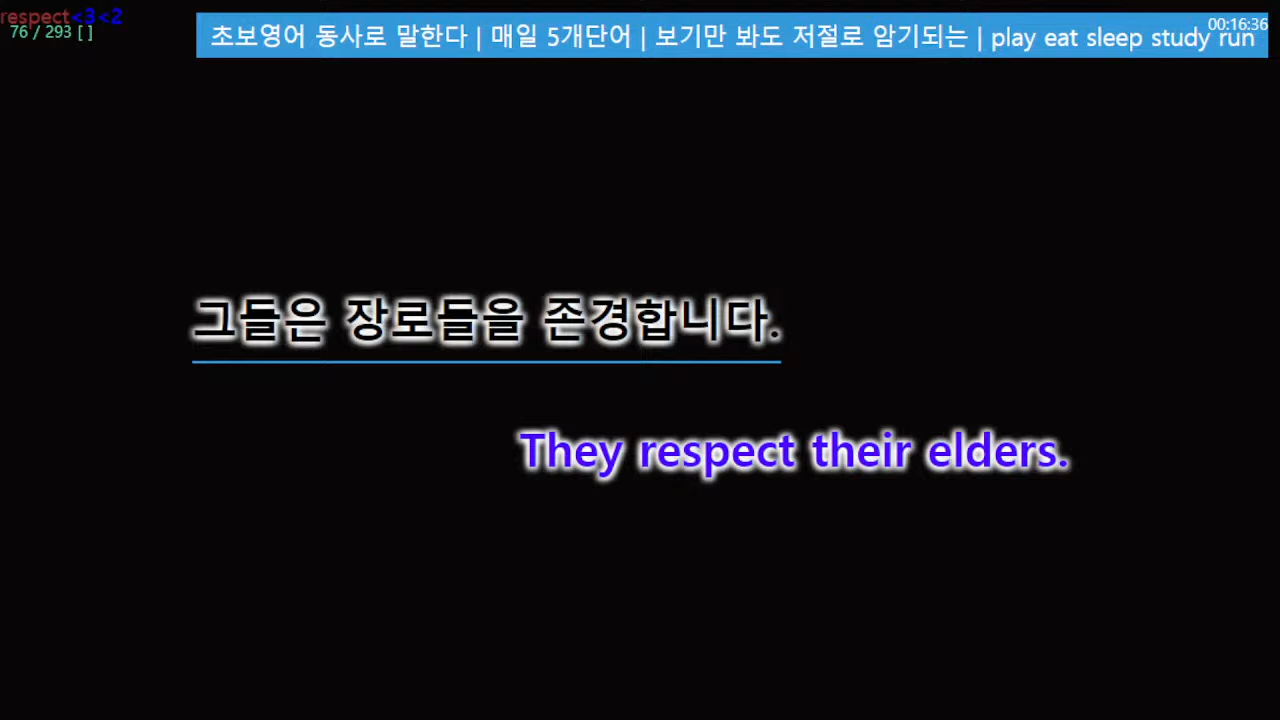 respect<3<2
76 / 293 [ ]
초보영어 동사로 말한다 | 매일 5개단어 | 보기만 봐도 저절로 암기되는 | play eat sleep study run
00:16:36
그들은 장로들을 존경합니다.
They respect their elders.